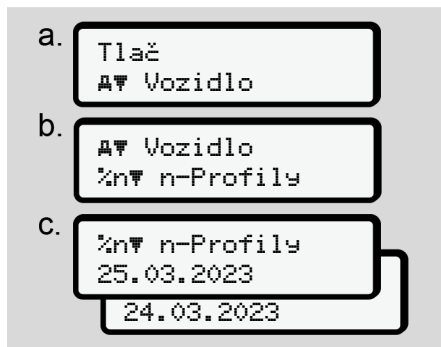 a.
Tlač
▼ Vozidlo
b.
▼ Vozidlo
%n▼ n-Profily
c.
%n▼ n-Profily
25.03.2023
24.03.2023